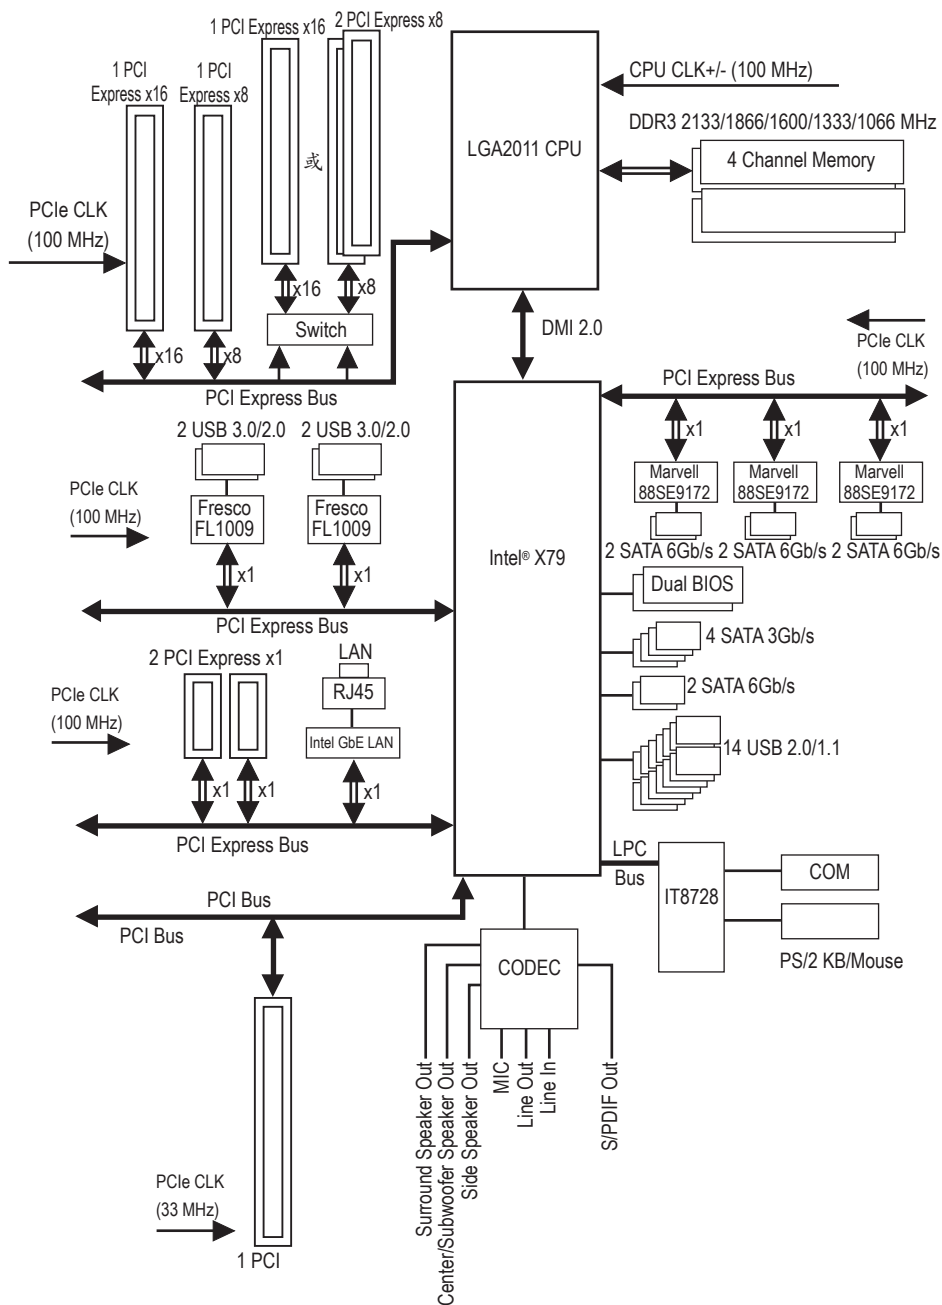 1 PCI Express x16
2 PCI Express x8
1 PCI
Express x16
1 PCI
Express x8
或
x16
x8
Switch
PCIe CLK
(100 MHz)
x16
x8
PCI Express Bus
LGA2011 CPU
CPU CLK+/- (100 MHz)
DDR3 2133/1866/1600/1333/1066 MHz
4 Channel Memory
DMI 2.0
PCIe CLK
(100 MHz)
PCI Express Bus
x1
x1
x1
Marvell
88SE9172
Marvell
88SE9172
Marvell
88SE9172
2 SATA 6Gb/s
2 SATA 6Gb/s
2 SATA 6Gb/s
2 USB 3.0/2.0
2 USB 3.0/2.0
PCIe CLK
(100 MHz)
Fresco
FL1009
Fresco
FL1009
x1
x1
PCI Express Bus
Intel® X79
Dual BIOS
4 SATA 3Gb/s
2 SATA 6Gb/s
14 USB 2.0/1.1
2 PCI Express x1
LAN
RJ45
Intel GbE LAN
PCIe CLK
(100 MHz)
x1
x1
x1
PCI Express Bus
LPC
Bus
IT8728
COM
PS/2 KB/Mouse
PCI Bus
PCI Bus
CODEC
Surround Speaker Out
Center/Subwoofer Speaker Out
Side Speaker Out
MIC
Line Out
Line In
S/PDIF Out
PCIe CLK
(33 MHz)
1 PCI